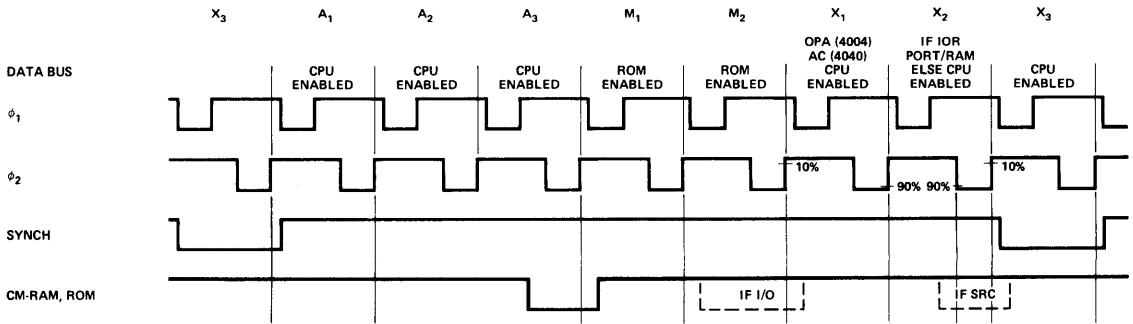 X3 A1 A2 A3 M1 M2 X1 X2 X3
OPA (4004)
AC (4040)
IF IOR
PORT/RAM
DATA BUS
CPU
ENABLED
CPU
ENABLED
CPU
ENABLED
ROM
ENABLED
ROM
ENABLED
CPU
ENABLED
ELSE CPU
ENABLED
CPU
ENABLED
ϕ1
ϕ2
10%
90% 90%
10%
SYNCH
CM-RAM, ROM
IF I/O
IF SRC